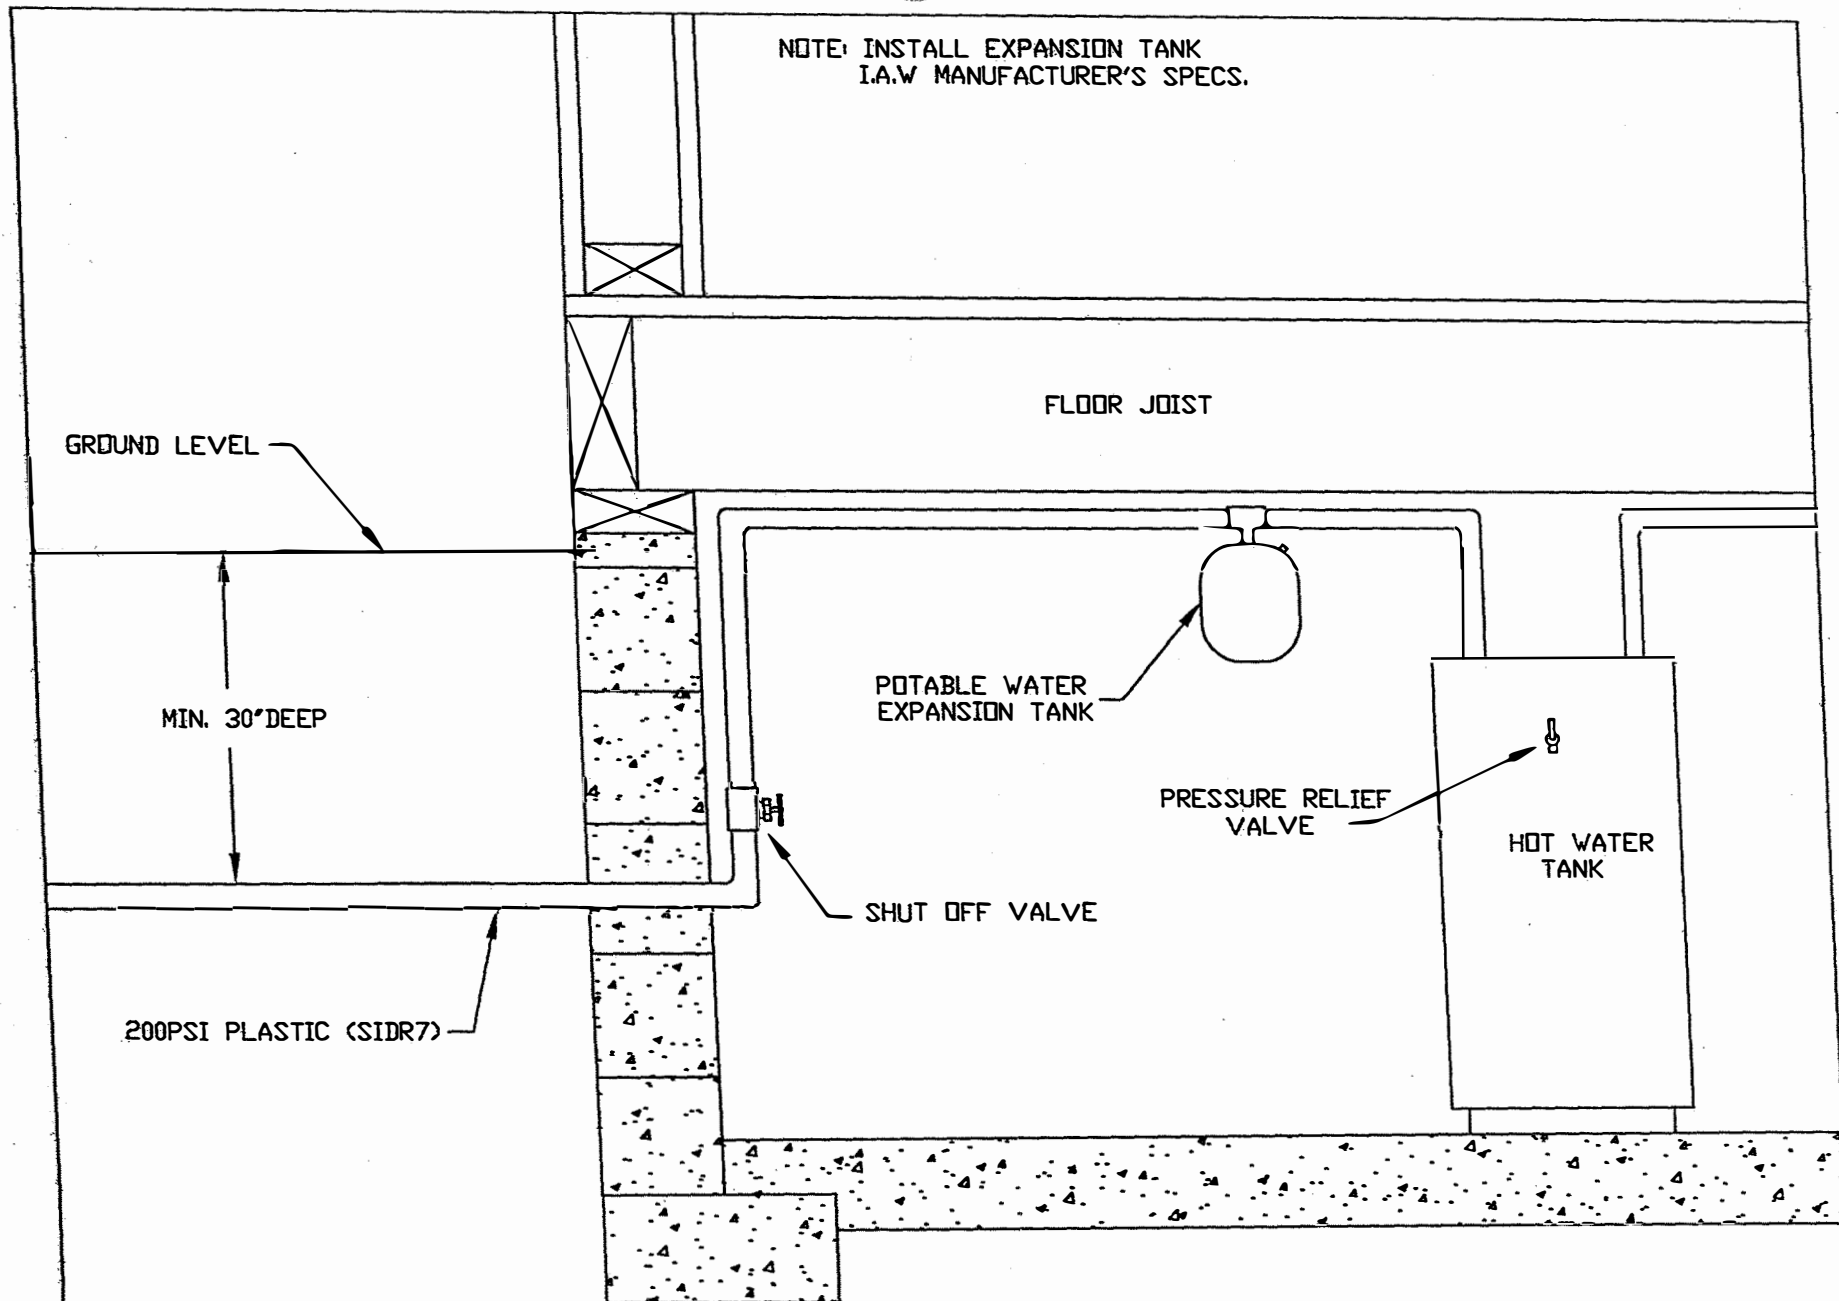 NOTE: INSTALL EXPANSION TANK
I.A.W MANUFACTURER'S SPECS.
FLOOR JOIST
GROUND LEVEL
MIN. 30"DEEP
POTABLE WATER
EXPANSION TANK
PRESSURE RELIEF
VALVE
HOT WATER
TANK
SHUT OFF VALVE
200PSI PLASTIC (SIDR7)